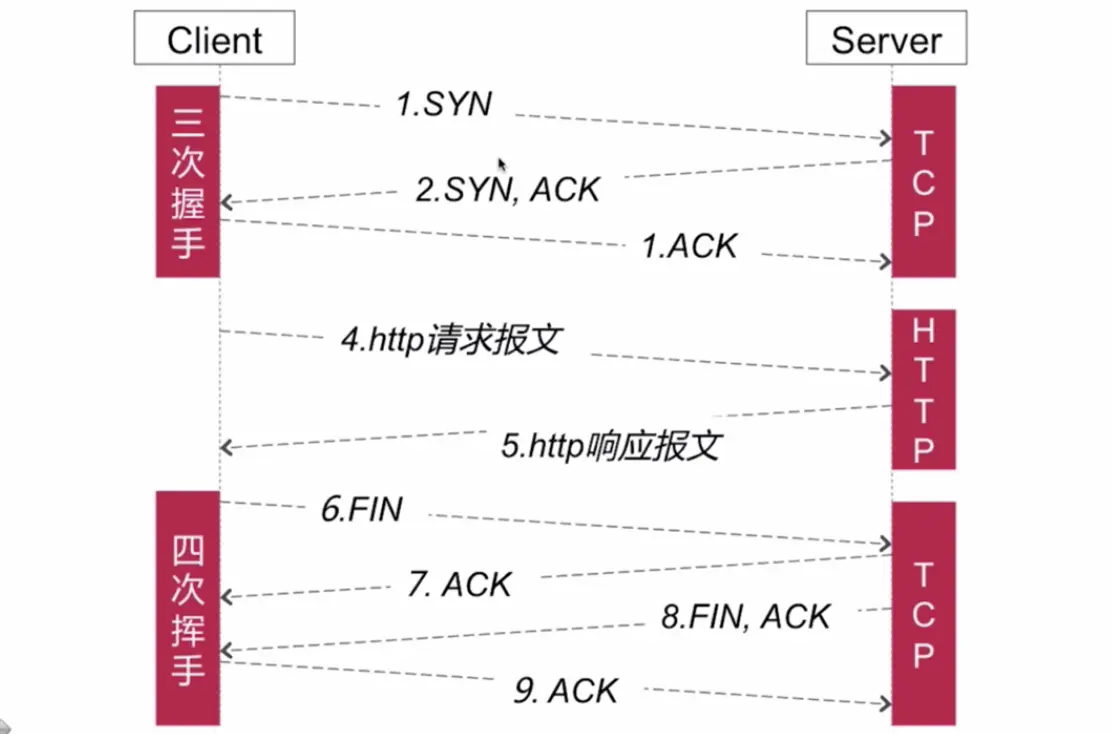 Client
Server
1.SYN
2.SYN, ACK
1.ACK
三次握手
TCP
4.http请求报文
5.http响应报文
HTTP
6.FIN
7. ACK
8.FIN, ACK
9. ACK
四次挥手
TCP